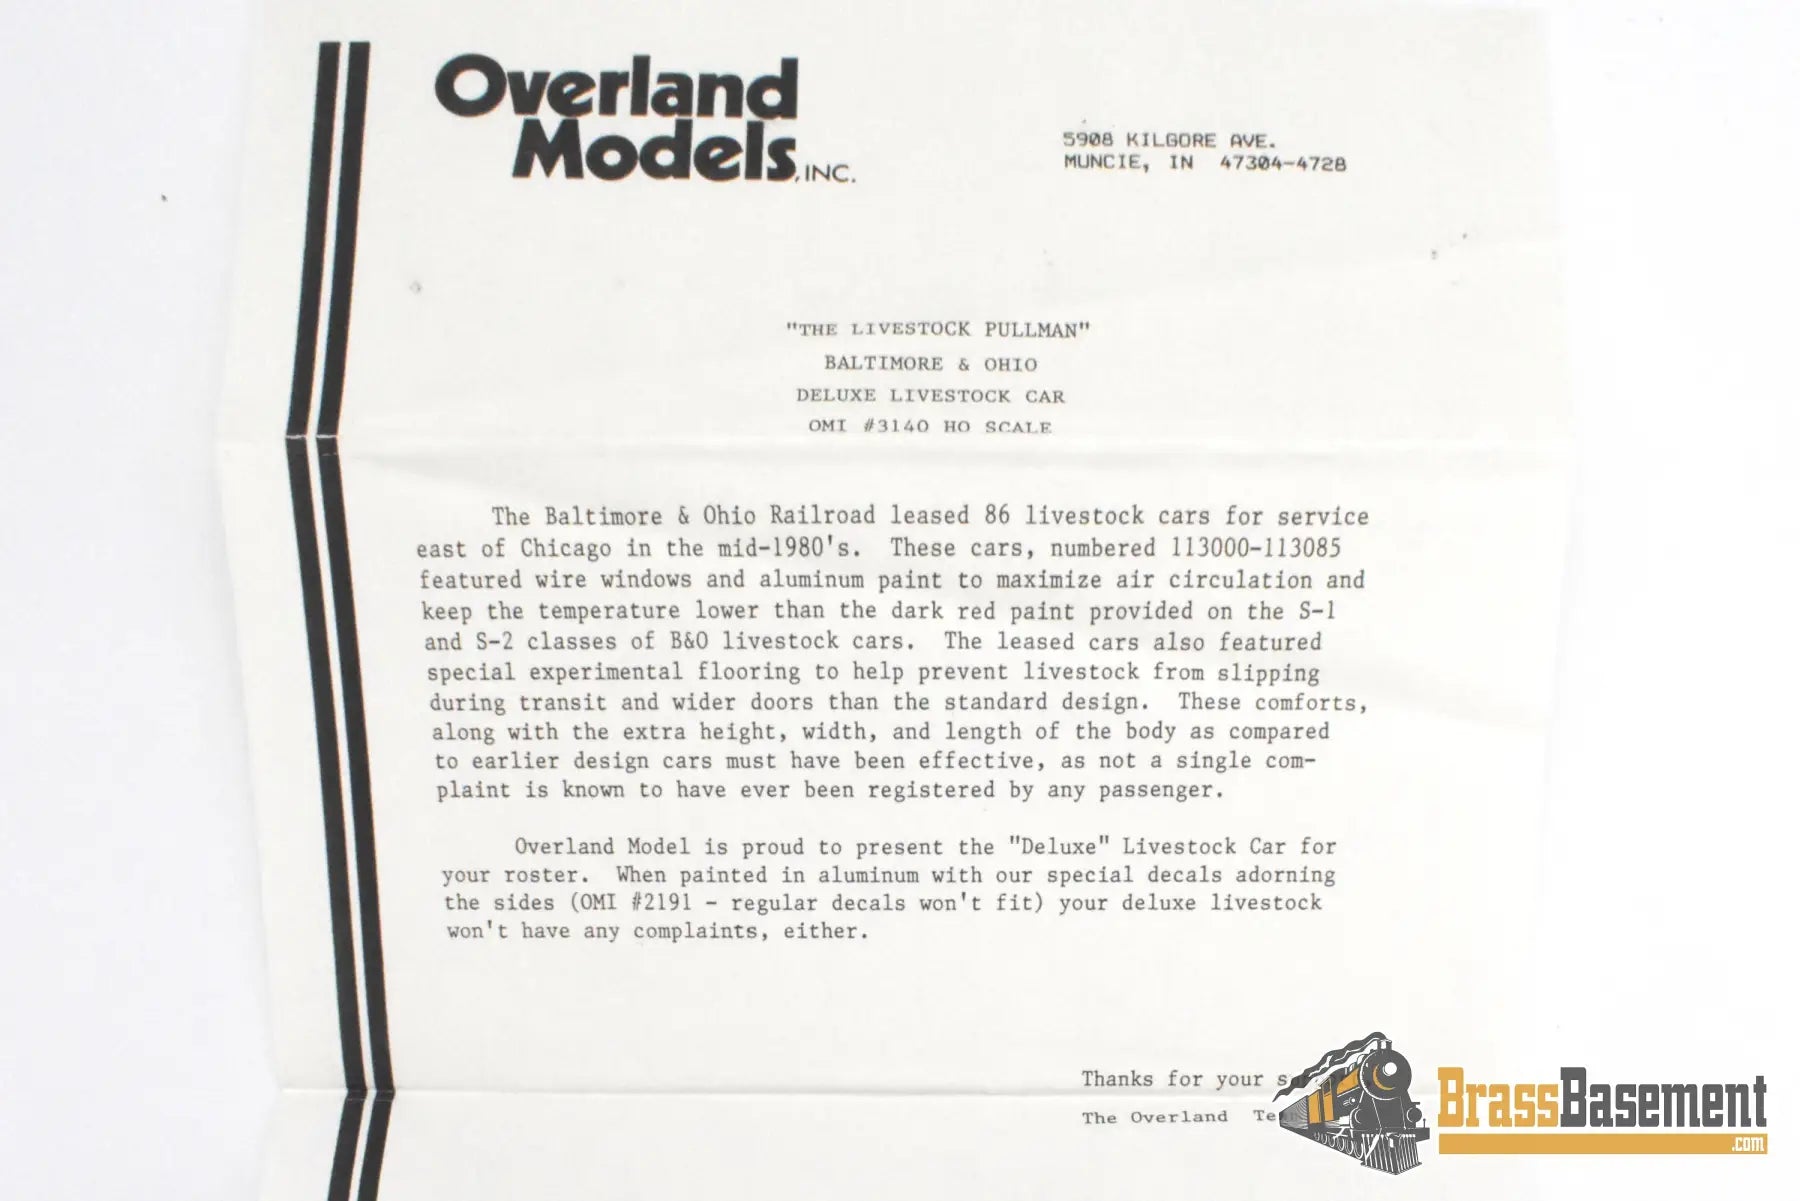 Overland
Models, INC.
5908 KILGORE AVE.
MUNCIE, IN 47304-4728
"THE LIVESTOCK PULLMAN"
BALTIMORE & OHIO
DELUXE LIVESTOCK CAR
OMI #3140 HO SCALE
The Baltimore & Ohio Railroad leased 86 livestock cars for service
east of Chicago in the mid-1980's. These cars, numbered 113000-113085
featured wire windows and aluminum paint to maximize air circulation and
keep the temperature lower than the dark red paint provided on the S-1
and S-2 classes of B&O livestock cars. The leased cars also featured
special experimental flooring to help prevent livestock from slipping
during transit and wider doors than the standard design. These comforts,
along with the extra height, width, and length of the body as compared
to earlier design cars must have been effective, as not a single com-
plaint is known to have ever been registered by any passenger.
Overland Model is proud to present the "Deluxe" Livestock Car for
your roster. When painted in aluminum with our special decals adorning
the sides (OMI #2191 - regular decals won't fit) your deluxe livestock
won't have any complaints, either.
Thanks for your
The Overland
BrassBasement
.com